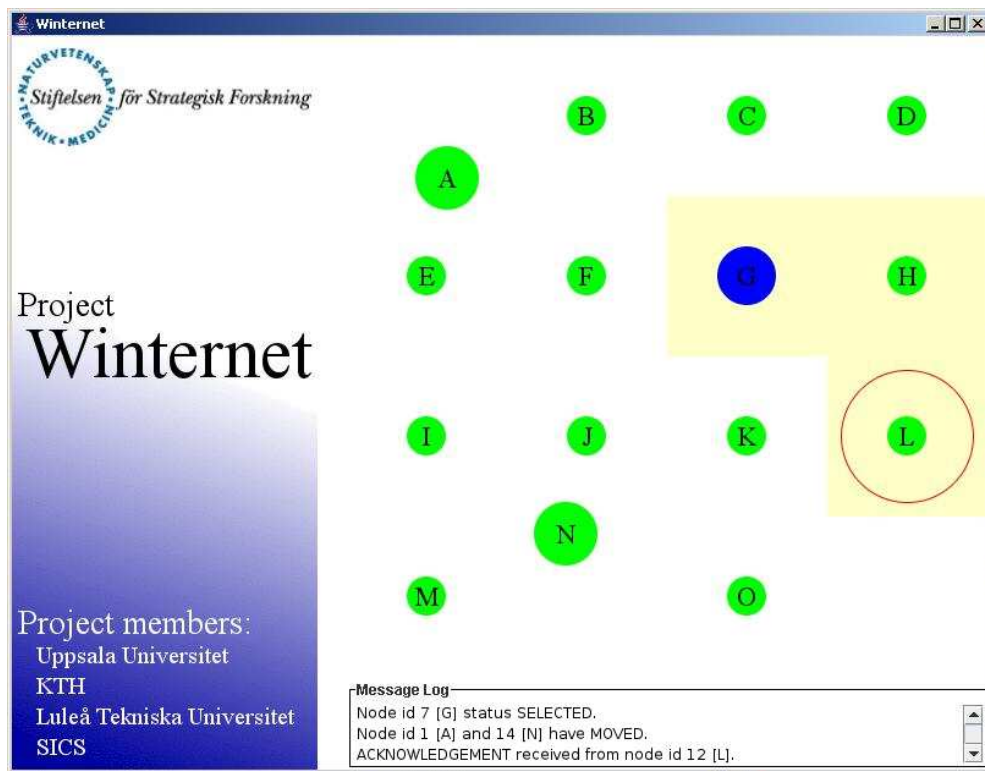 Winternet
NATURVETENSKAP
Stiftelsen för Strategisk Forskning
TEKNIK • MEDICIN
B C D
A
E F G H
Project
Winternet
I J K L
N
M O
Project members:
Uppsala Universitet
KTH
Luleå Tekniska Universitet
SICS
Message Log
Node id 7 [G] status SELECTED.
Node id 1 [A] and 14 [N] have MOVED.
ACKNOWLEDGEMENT received from node id 12 [L].